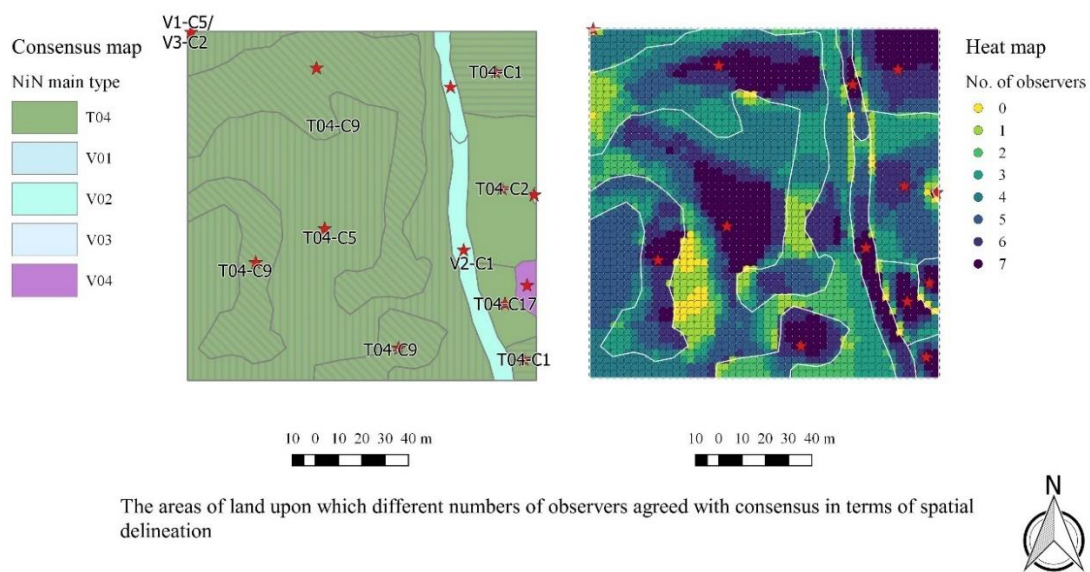 Consensus map
NiN main type
T04
V01
V02
V03
V04
V1-C5/
V3-C2
T04-C1
T04-C9
T04-C2
T04-C5
T04-C9
V2-C1
T04-C17
T04-C9
T04-C1
10 0 10 20 30 40 m
Heat map
No. of observers
0
1
2
3
4
5
6
7
10 0 10 20 30 40 m
The areas of land upon which different numbers of observers agreed with consensus in terms of spatial
delineation
N